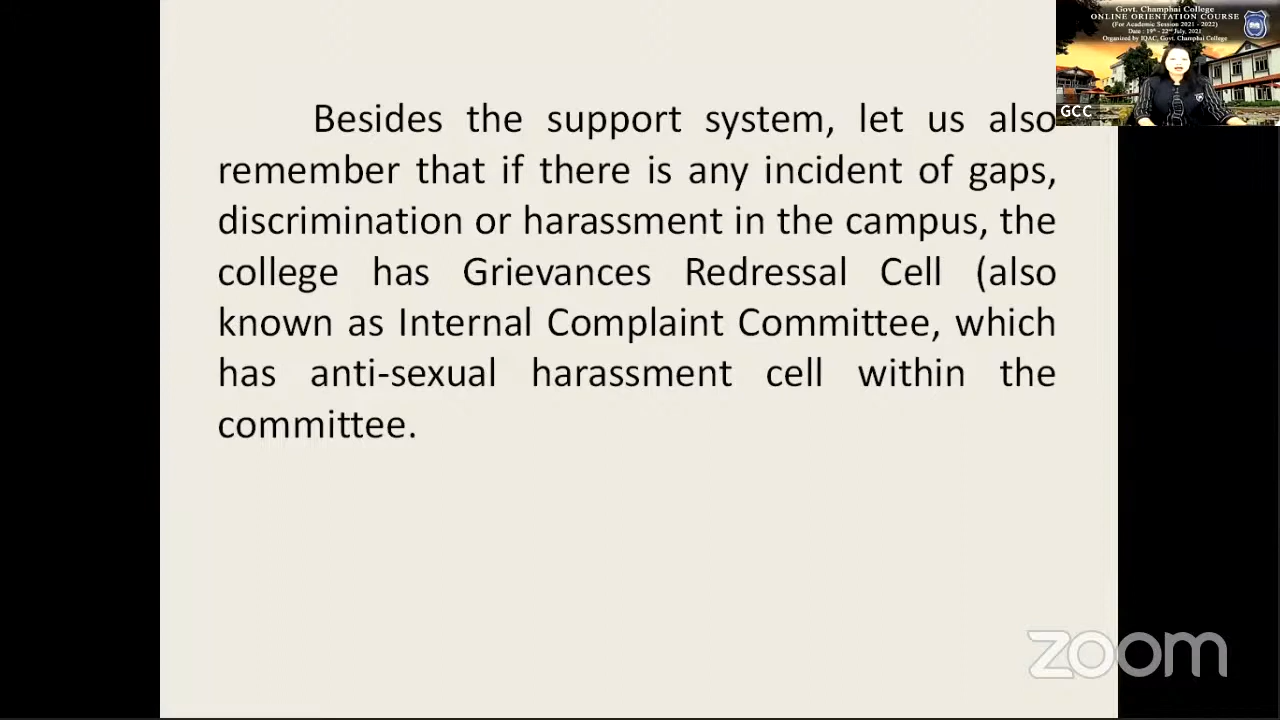 Govt. Champhai College
ONLINE ORIENTATION COURSE
(For Academic Session 2021 - 2022)
Date : 19th - 22nd July, 2021
Organized by IQAC, Govt. Champhai College
GCC
Besides the support system, let us also
remember that if there is any incident of gaps,
discrimination or harassment in the campus, the
college has Grievances Redressal Cell (also
known as Internal Complaint Committee, which
has anti-sexual harassment cell within the
committee.
zoom